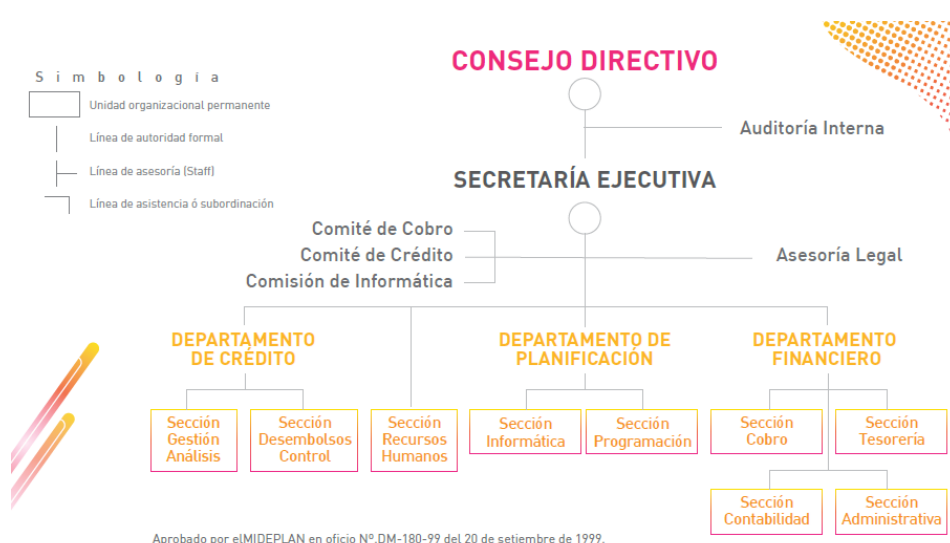 CONSEJO DIRECTIVO
Simbología
Unidad organizacional permanente
Línea de autoridad formal
Línea de asesoría (Staff)
Línea de asistencia ó subordinación
Auditoría Interna
SECRETARÍA EJECUTIVA
Comité de Cobro
Comité de Crédito
Comisión de Informática
Asesoría Legal
DEPARTAMENTO
DE CRÉDITO
DEPARTAMENTO DE
PLANIFICACIÓN
DEPARTAMENTO
FINANCIERO
Sección
Gestión
Análisis
Sección
Desembolsos
Control
Sección
Recursos
Humanos
Sección
Informática
Sección
Programación
Sección
Cobro
Sección
Tesorería
Sección
Contabilidad
Sección
Administrativa
Aprobado por elMIDEPLAN en oficio Nº.DM-180-99 del 20 de setiembre de 1999.